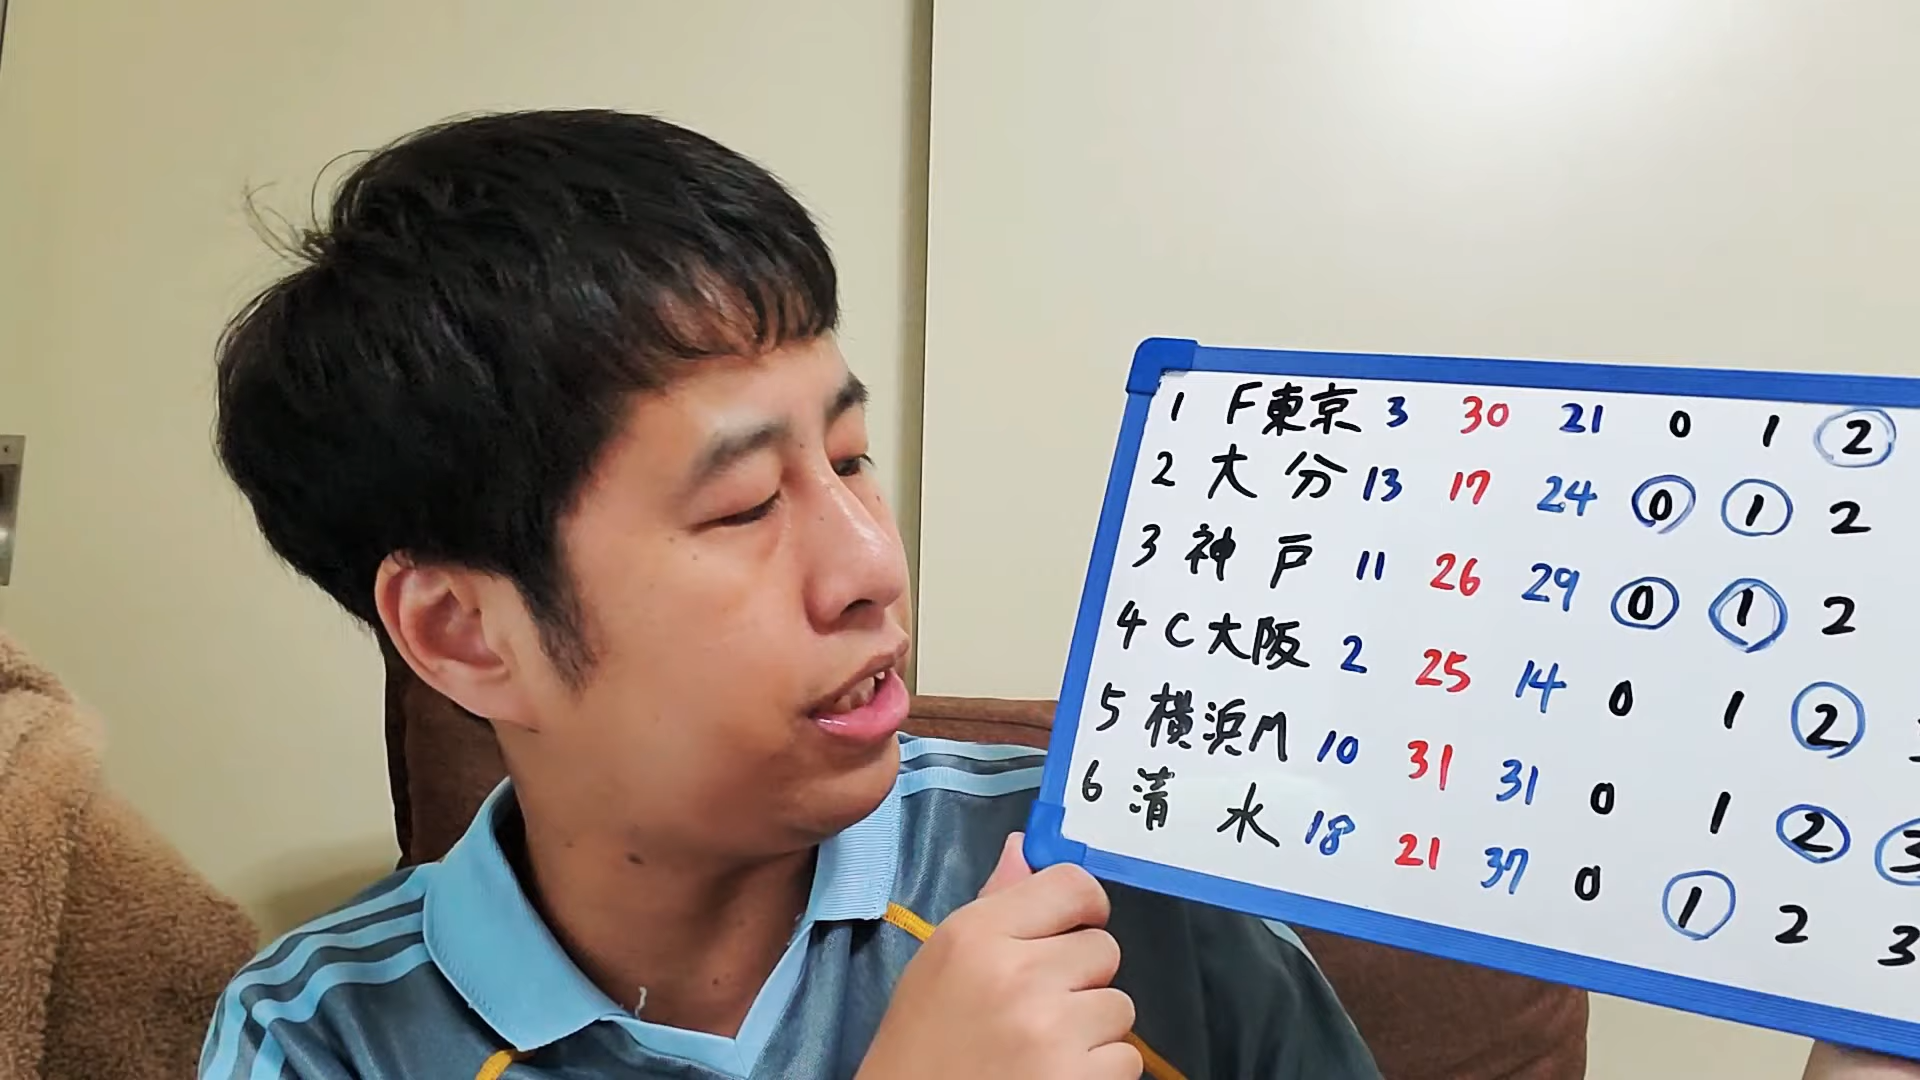 1 F東京 3 30 21 0 1 2
2 大分 13 17 24 0 1 2
3 神戸 11 26 29 0 1 2
4 C大阪 2 25 14 0 1 2
5 横浜M 10 31 31 0 1 2 3
6 清水 18 21 37 0 1 2 3